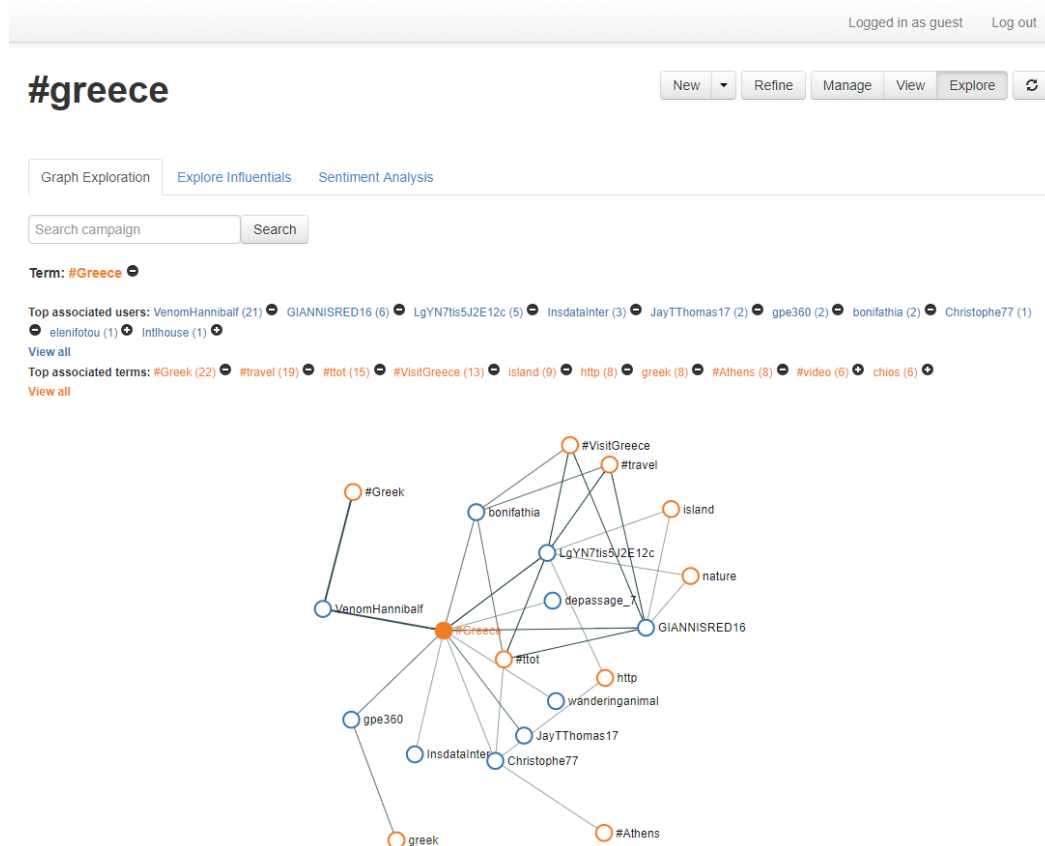 Logged in as guest Log out
#greece
New Refine Manage View Explore
Graph Exploration Explore Influentials Sentiment Analysis
Search campaign Search
Term: #Greece
Top associated users: VenomHannibalf (21) GIANNISRED16 (6) LgYN7tis5J2E12c (5) InsdataInter (3) JayTThomas17 (2) gpe360 (2) bonifathia (2) Christophe77 (1)
elenifotou (1) Intlhouse (1)
View all
Top associated terms: #Greek (22) #travel (19) #ttot (15) #VisitGreece (13) island (9) http (8) greek (8) #Athens (8) #video (6) chios (6)
View all
#VisitGreece
#travel
#Greek
island
bonifathia
LgYN7tis5J2E12c
nature
depassage_7
VenomHannibalf
GIANNISRED16
#Greece
#ttot
http
wanderinganimal
gpe360
JayTThomas17
InsdataInter
Christophe77
#Athens
greek